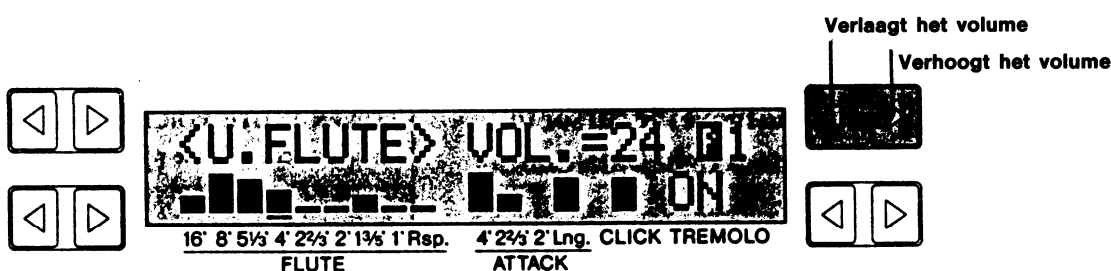 Verlaagt het volume
Verhoogt het volume
<U.FLUTE> VOL.=24 P1
ON
16' 8' 5⅓' 4' 2⅔' 2' 1⅗' 1' Rsp. 4' 2⅔' 2' Lng. CLICK TREMOLO
FLUTE ATTACK